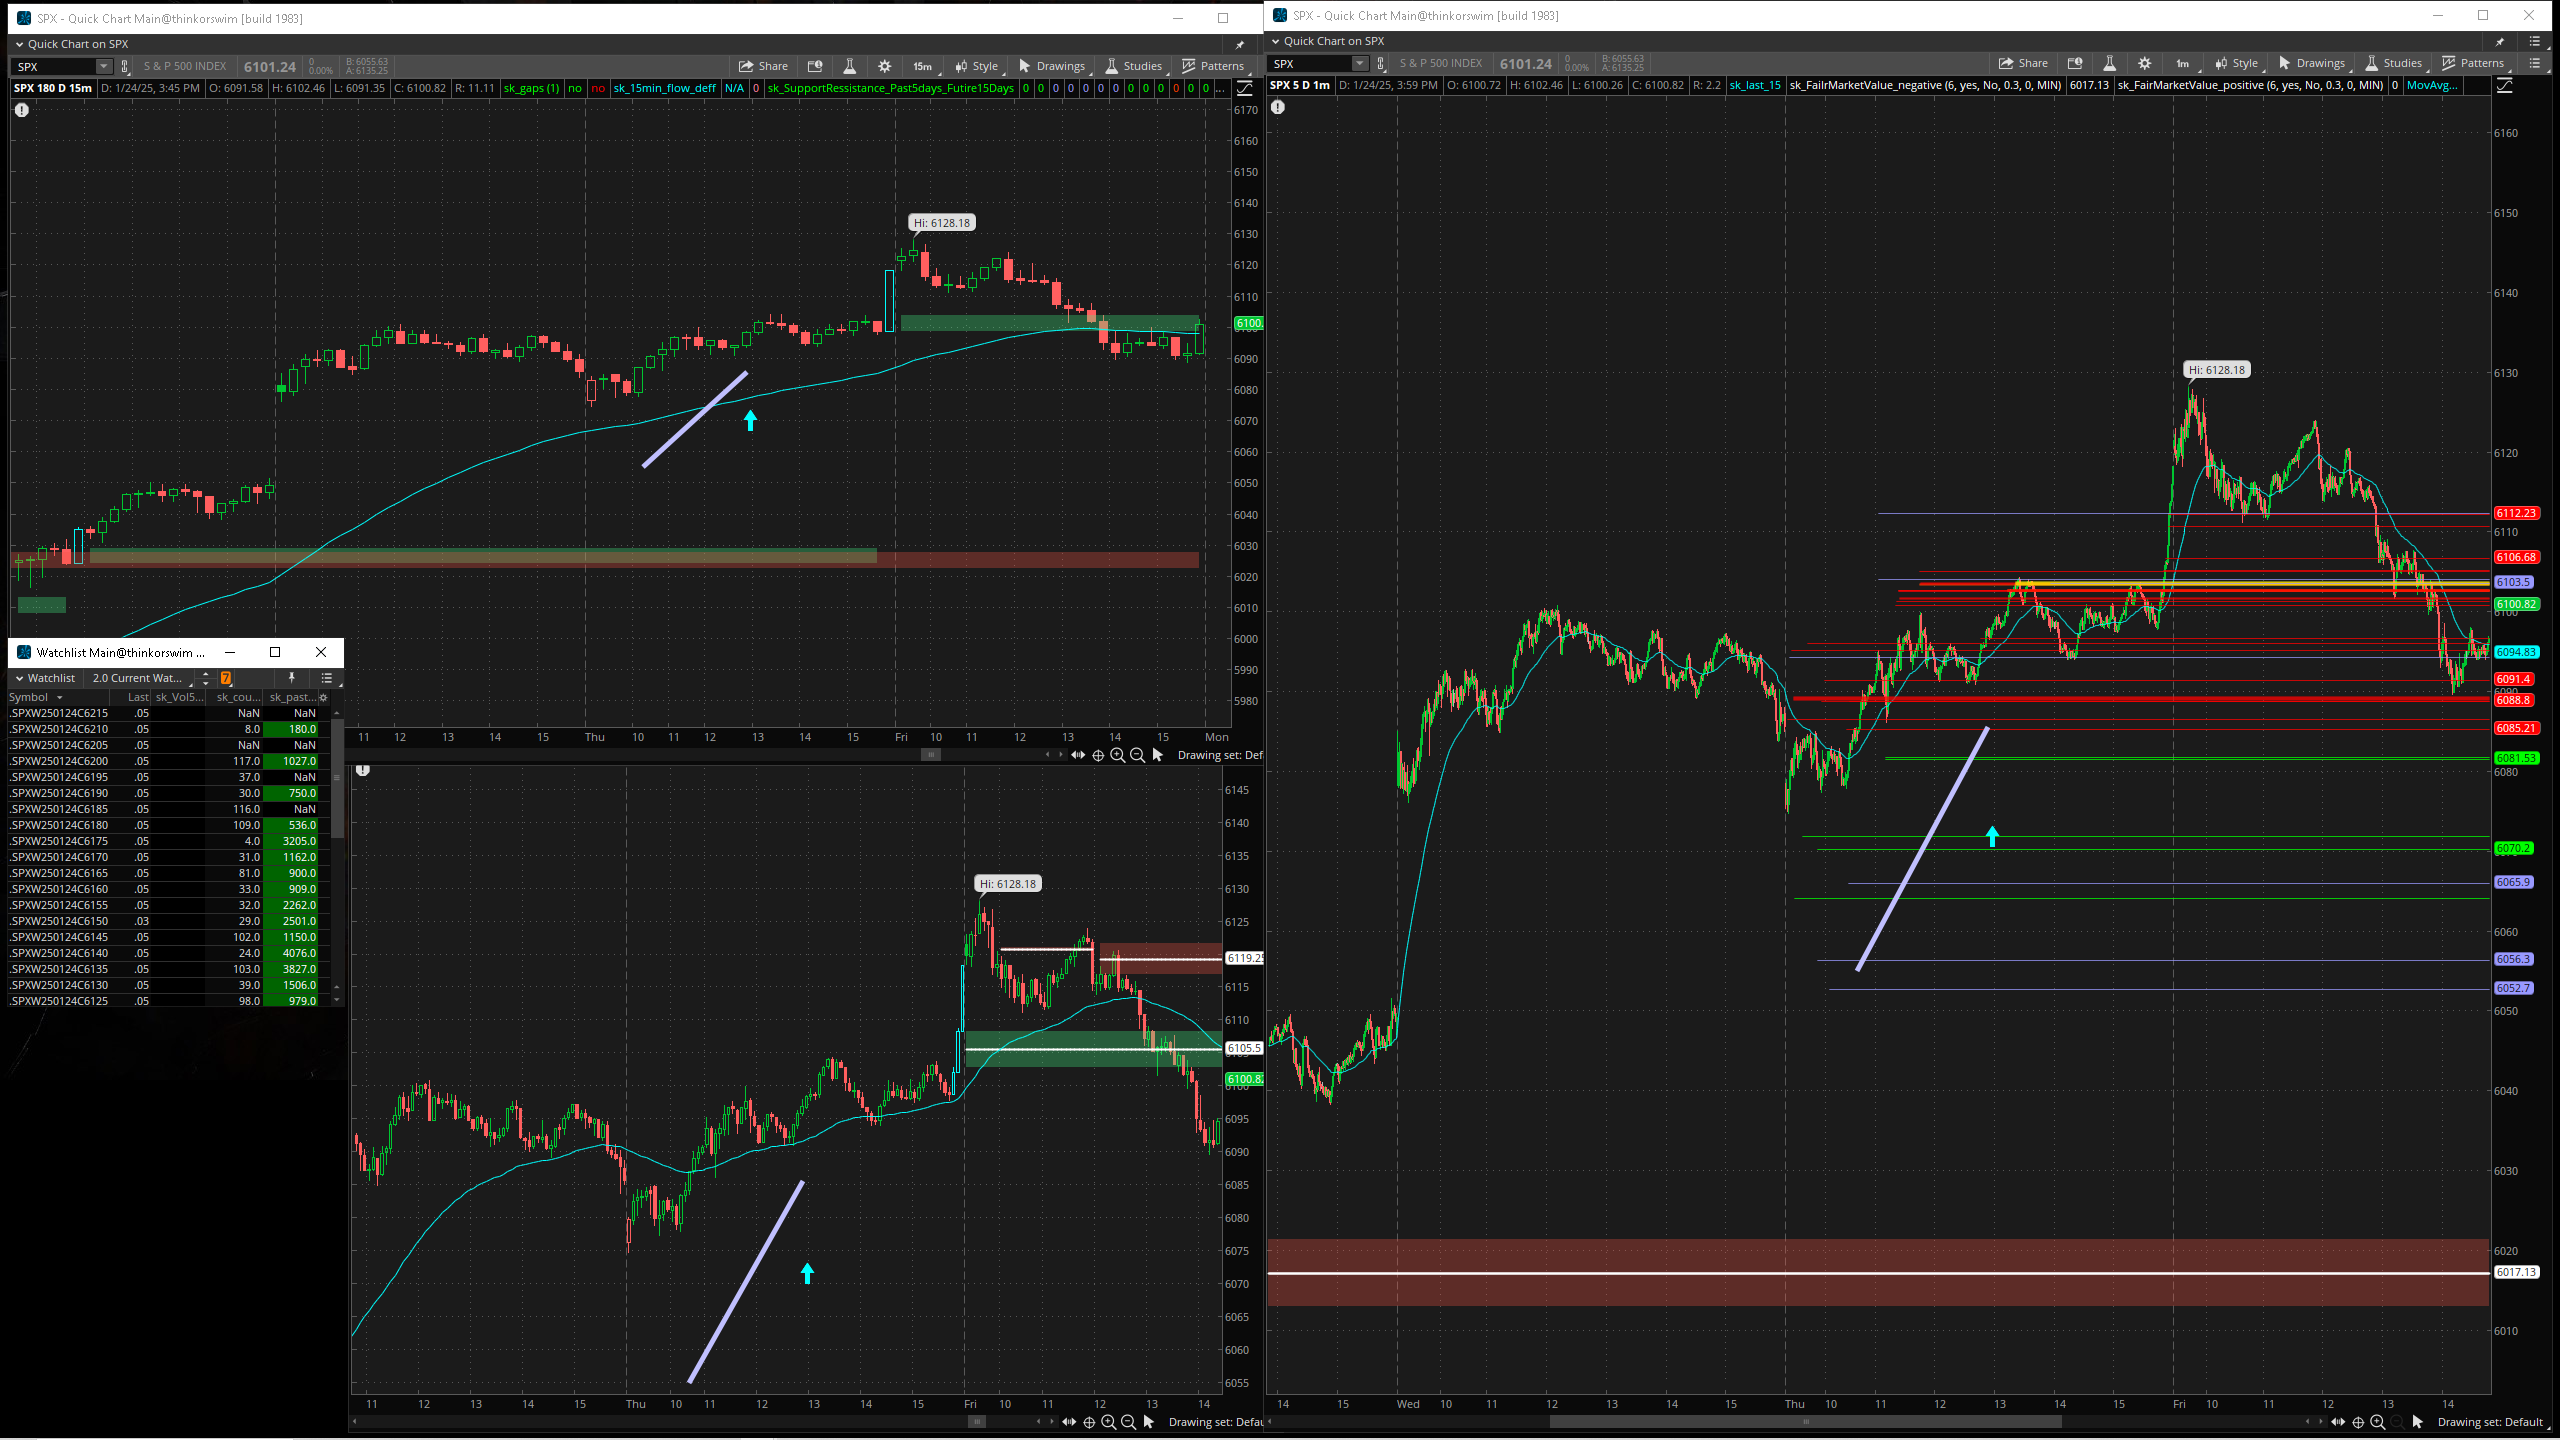 SPX - Quick Chart Main@thinkorswim [build 1983]
Quick Chart on SPX
SPX S & P 500 INDEX 6101.24 0 0.00% B: 6055.63 A: 6135.25 Share 15m Style Drawings Studies Patterns
SPX 180 D 15m D: 1/24/25, 3:45 PM O: 6091.58 H: 6102.46 L: 6091.35 C: 6100.82 R: 11.11 sk_gaps (1) no no sk_15min_flow_deff N/A 0 sk_SupportRessistance_Past5days_Futire15Days 0 0 0 0 0 0 0 0 0 0 0 0 0 ...
Hi: 6128.18
6170
6160
6150
6140
6130
6120
6110
6100.
6090
6080
6070
6060
6050
6040
6030
6020
6010
6000
5990
5980
11 12 13 14 15 Thu 10 11 12 13 14 15 Fri 11 12 13 14 15 Mon
Drawing set: Def
Watchlist Main@thinkorswim ...
Watchlist 2.0 Current Wat... 7
Symbol Last sk_Vol5... sk_cou... sk_past...
.SPXW250124C6215 .05 NaN NaN
.SPXW250124C6210 .05 8.0 180.0
.SPXW250124C6205 .05 NaN NaN
.SPXW250124C6200 .05 117.0 1027.0
.SPXW250124C6195 .05 37.0 NaN
.SPXW250124C6190 .05 30.0 750.0
.SPXW250124C6185 .05 116.0 NaN
.SPXW250124C6180 .05 109.0 536.0
.SPXW250124C6175 .05 4.0 3205.0
.SPXW250124C6170 .05 31.0 1162.0
.SPXW250124C6165 .05 81.0 900.0
.SPXW250124C6160 .05 33.0 909.0
.SPXW250124C6155 .05 32.0 2262.0
.SPXW250124C6150 .03 29.0 2501.0
.SPXW250124C6145 .05 102.0 1150.0
.SPXW250124C6140 .05 24.0 4076.0
.SPXW250124C6135 .05 103.0 3827.0
.SPXW250124C6130 .05 39.0 1506.0
.SPXW250124C6125 .05 98.0 979.0
Hi: 6128.18
6145
6140
6135
6130
6125
6119.25
6115
6110
6105.5
6100.82
6095
6090
6085
6080
6075
6070
6065
6060
6055
11 12 13 14 15 Thu 10 11 12 13 14 15 Fri 10 11 12 13 14
Drawing set: Defau
SPX - Quick Chart Main@thinkorswim [build 1983]
Quick Chart on SPX
SPX S & P 500 INDEX 6101.24 0 0.00% B: 6055.63 A: 6135.25 Share 1m Style Drawings Studies Patterns
SPX 5 D 1m D: 1/24/25, 3:59 PM O: 6100.72 H: 6102.46 L: 6100.26 C: 6100.82 R: 2.2 sk_last_15 sk_FailrMarketValue_negative (6, yes, No, 0.3, 0, MIN) 6017.13 sk_FairMarketValue_positive (6, yes, No, 0.3, 0, MIN) 0 MovAvg...
Hi: 6128.18
6160
6150
6140
6130
6120
6112.23
6110
6106.68
6103.5
6100.82
6094.83
6091.4
6088.8
6085.21
6081.53
6080
6070.2
6065.9
6060
6056.3
6052.7
6050
6040
6030
6020
6017.13
6010
14 15 Wed 10 11 12 13 14 15 Thu 10 11 12 13 14 15 Fri 10 11 12 13 14
Drawing set: Default